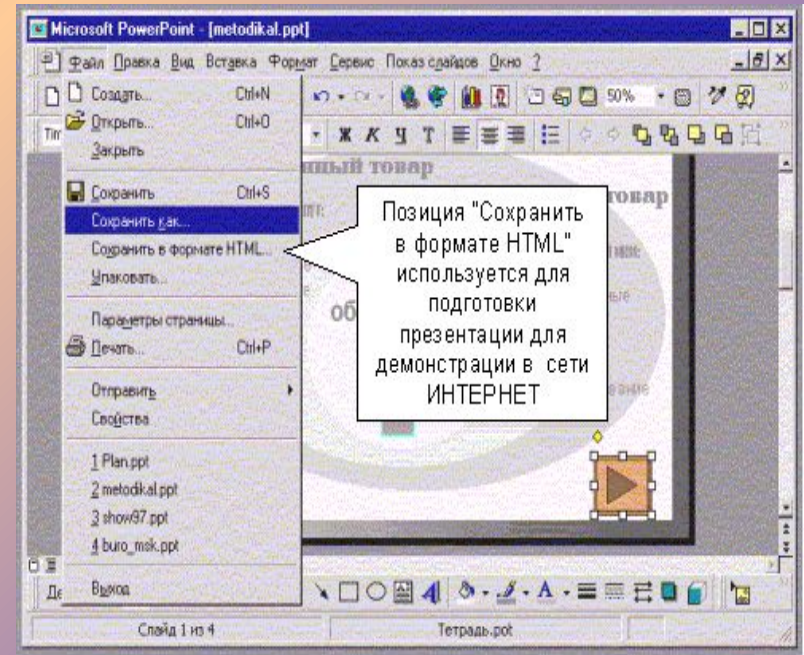 Microsoft PowerPoint - [metodikal.ppt]
Файл Правка Вид Вставка Формат Сервис Показ слайдов Окно ?
Создать... Ctrl+N
50%
Открыть... Ctrl+O
Закрыть
Ж К Ч Т
Сохранить Ctrl+S
Сохранить как...
Сохранить в формате HTML...
Упаковать...
Параметры страницы...
Печать... Ctrl+P
Отправить
Свойства
1 Plan.ppt
2 metodikal.ppt
3 show97.ppt
4 buro_msk.ppt
Выход
товар
товар
об
Позиция "Сохранить
в формате HTML"
используется для
подготовки
презентации для
демонстрации в сети
ИНТЕРНЕТ
Слайд 1 из 4
Тетрадь.pot